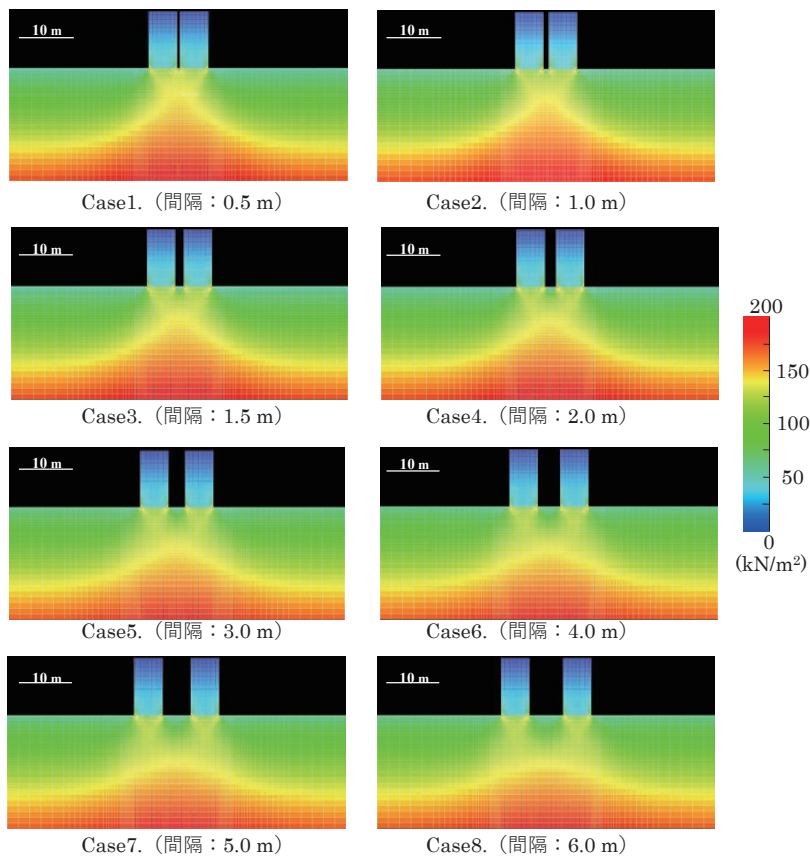 10 m
10 m
Case1.（間隔：0.5 m）
Case2.（間隔：1.0 m）
10 m
10 m
Case3.（間隔：1.5 m）
Case4.（間隔：2.0 m）
200
150
100
50
0
(kN/m²)
10 m
10 m
Case5.（間隔：3.0 m）
Case6.（間隔：4.0 m）
10 m
10 m
Case7.（間隔：5.0 m）
Case8.（間隔：6.0 m）